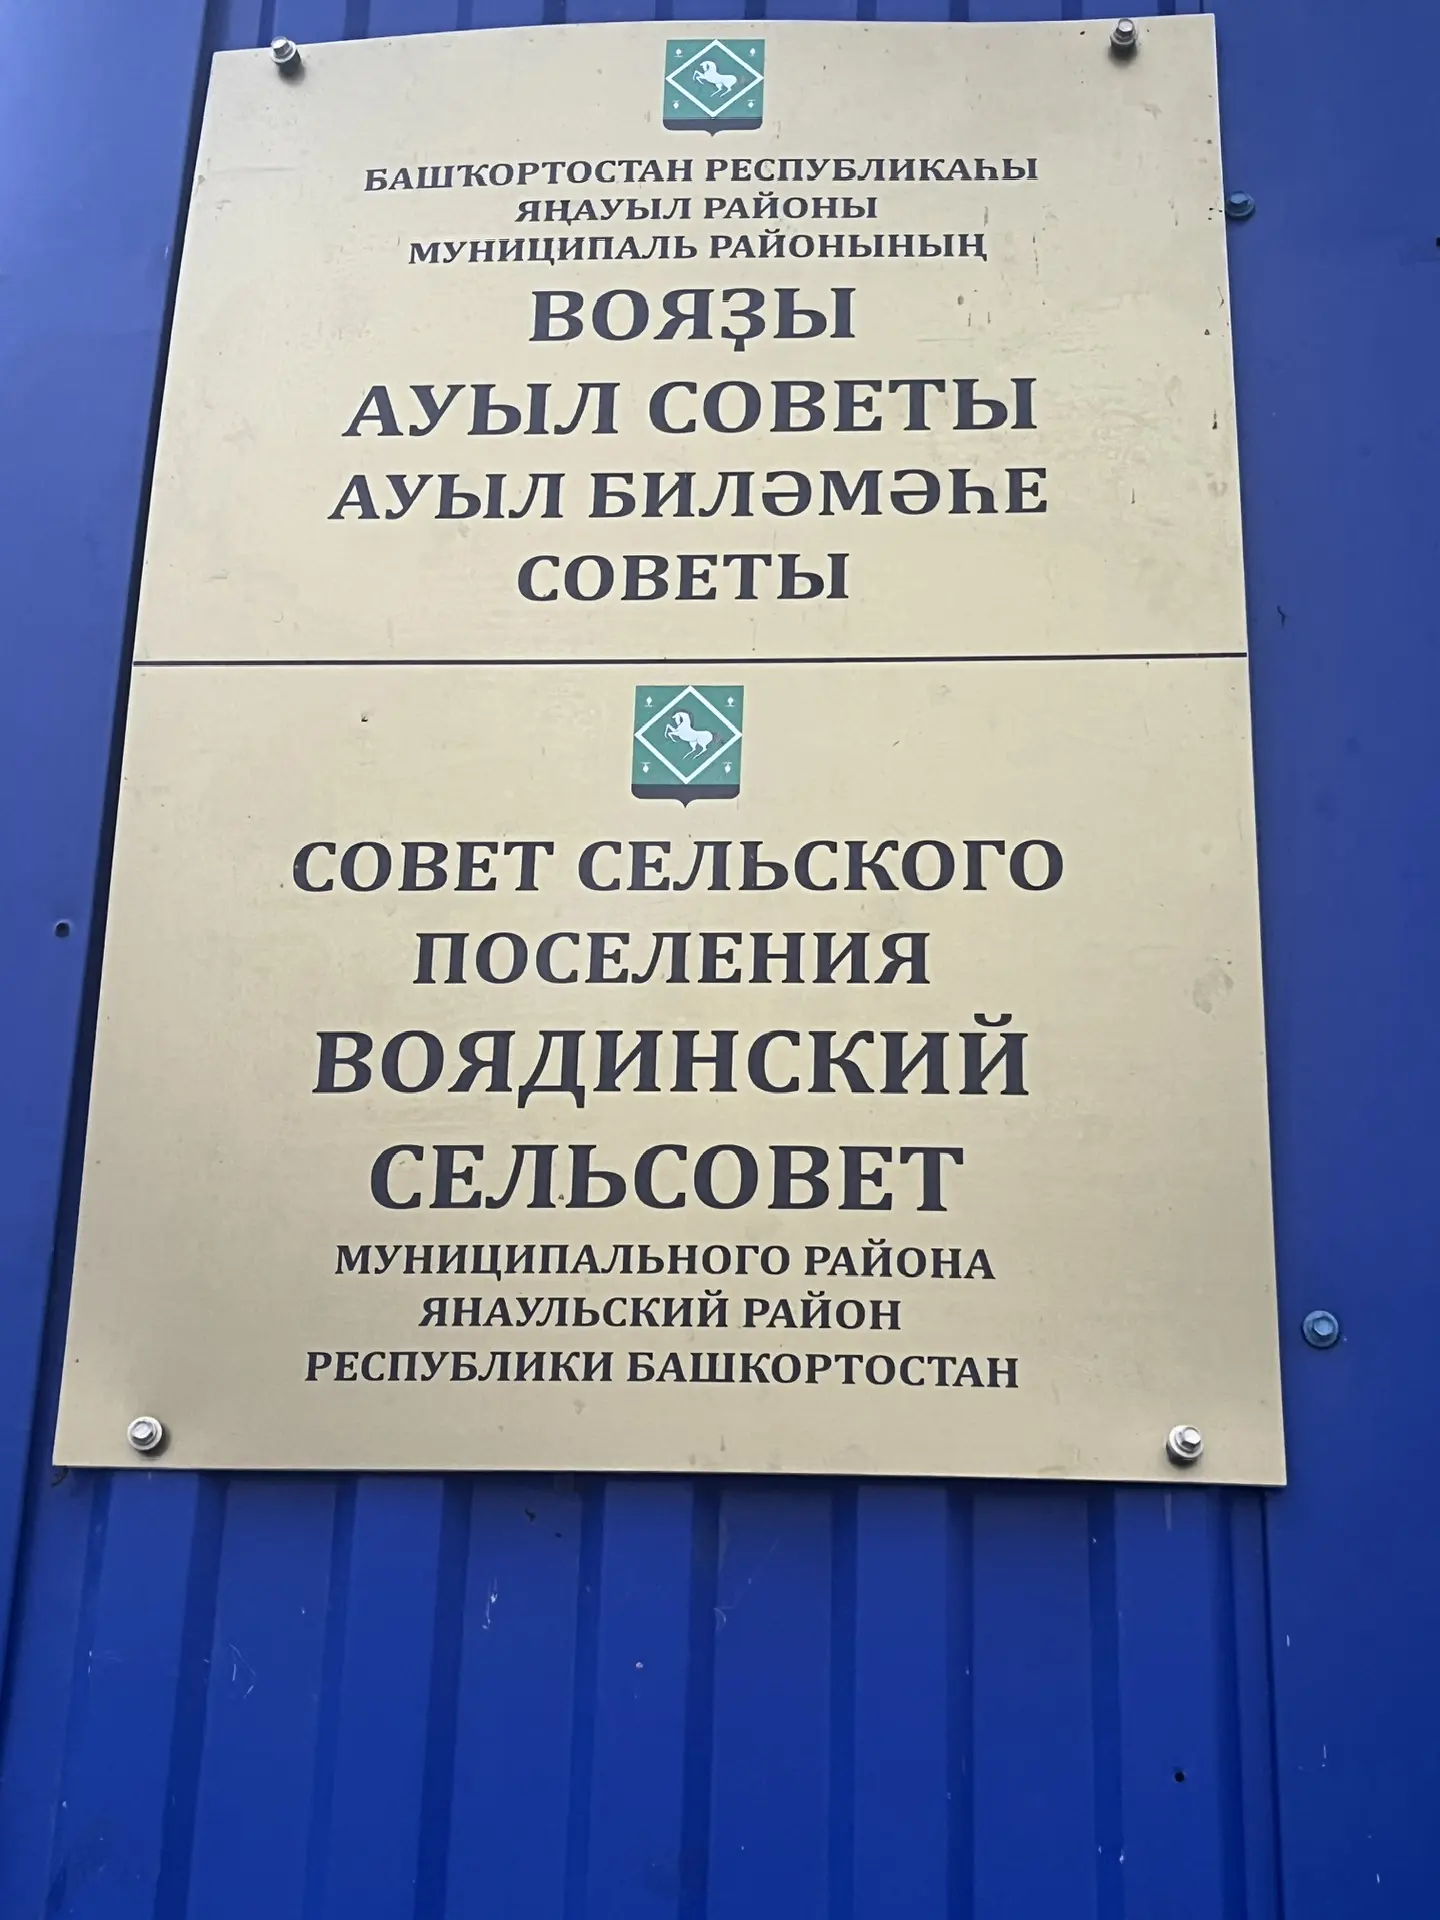 БАШҠОРТОСТАН РЕСПУБЛИКАҺЫ
ЯҢАУЫЛ РАЙОНЫ
МУНИЦИПАЛЬ РАЙОНЫНЫҢ
ВОЯҘЫ
АУЫЛ СОВЕТЫ
АУЫЛ БИЛӘМӘҺЕ
СОВЕТЫ
СОВЕТ СЕЛЬСКОГО
ПОСЕЛЕНИЯ
ВОЯДИНСКИЙ
СЕЛЬСОВЕТ
МУНИЦИПАЛЬНОГО РАЙОНА
ЯНАУЛЬСКИЙ РАЙОН
РЕСПУБЛИКИ БАШКОРТОСТАН